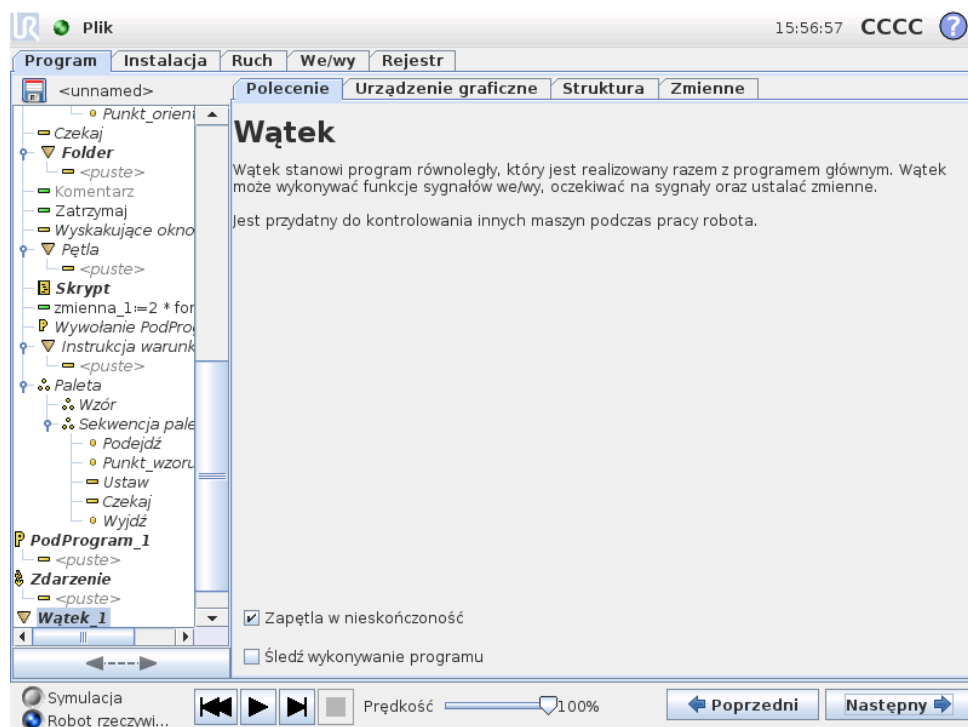 UR Plik 15:56:57 CCCC ?
Program Instalacja Ruch We/wy Rejestr
<unnamed>
Polecenie Urządzenie graficzne Struktura Zmienne
Punkt_orient
Czekaj
Folder
<puste>
Komentarz
Zatrzymaj
Wyskakujące okno
Pętla
<puste>
Skrypt
zmienna_1:=2 * for
Wywołanie PodPro
Instrukcja warunk
<puste>
Paleta
Wzór
Sekwencja pale
Podejdź
Punkt_wzoru
Ustaw
Czekaj
Wyjdź
PodProgram_1
<puste>
Zdarzenie
<puste>
Wątek_1
Wątek
Wątek stanowi program równoległy, który jest realizowany razem z programem głównym. Wątek
może wykonywać funkcje sygnałów we/wy, oczekiwać na sygnały oraz ustalać zmienne.
Jest przydatny do kontrolowania innych maszyn podczas pracy robota.
Zapętla w nieskończoność
Śledź wykonywanie programu
Symulacja
Robot rzeczywi...
Prędkość 100%
Poprzedni Następny